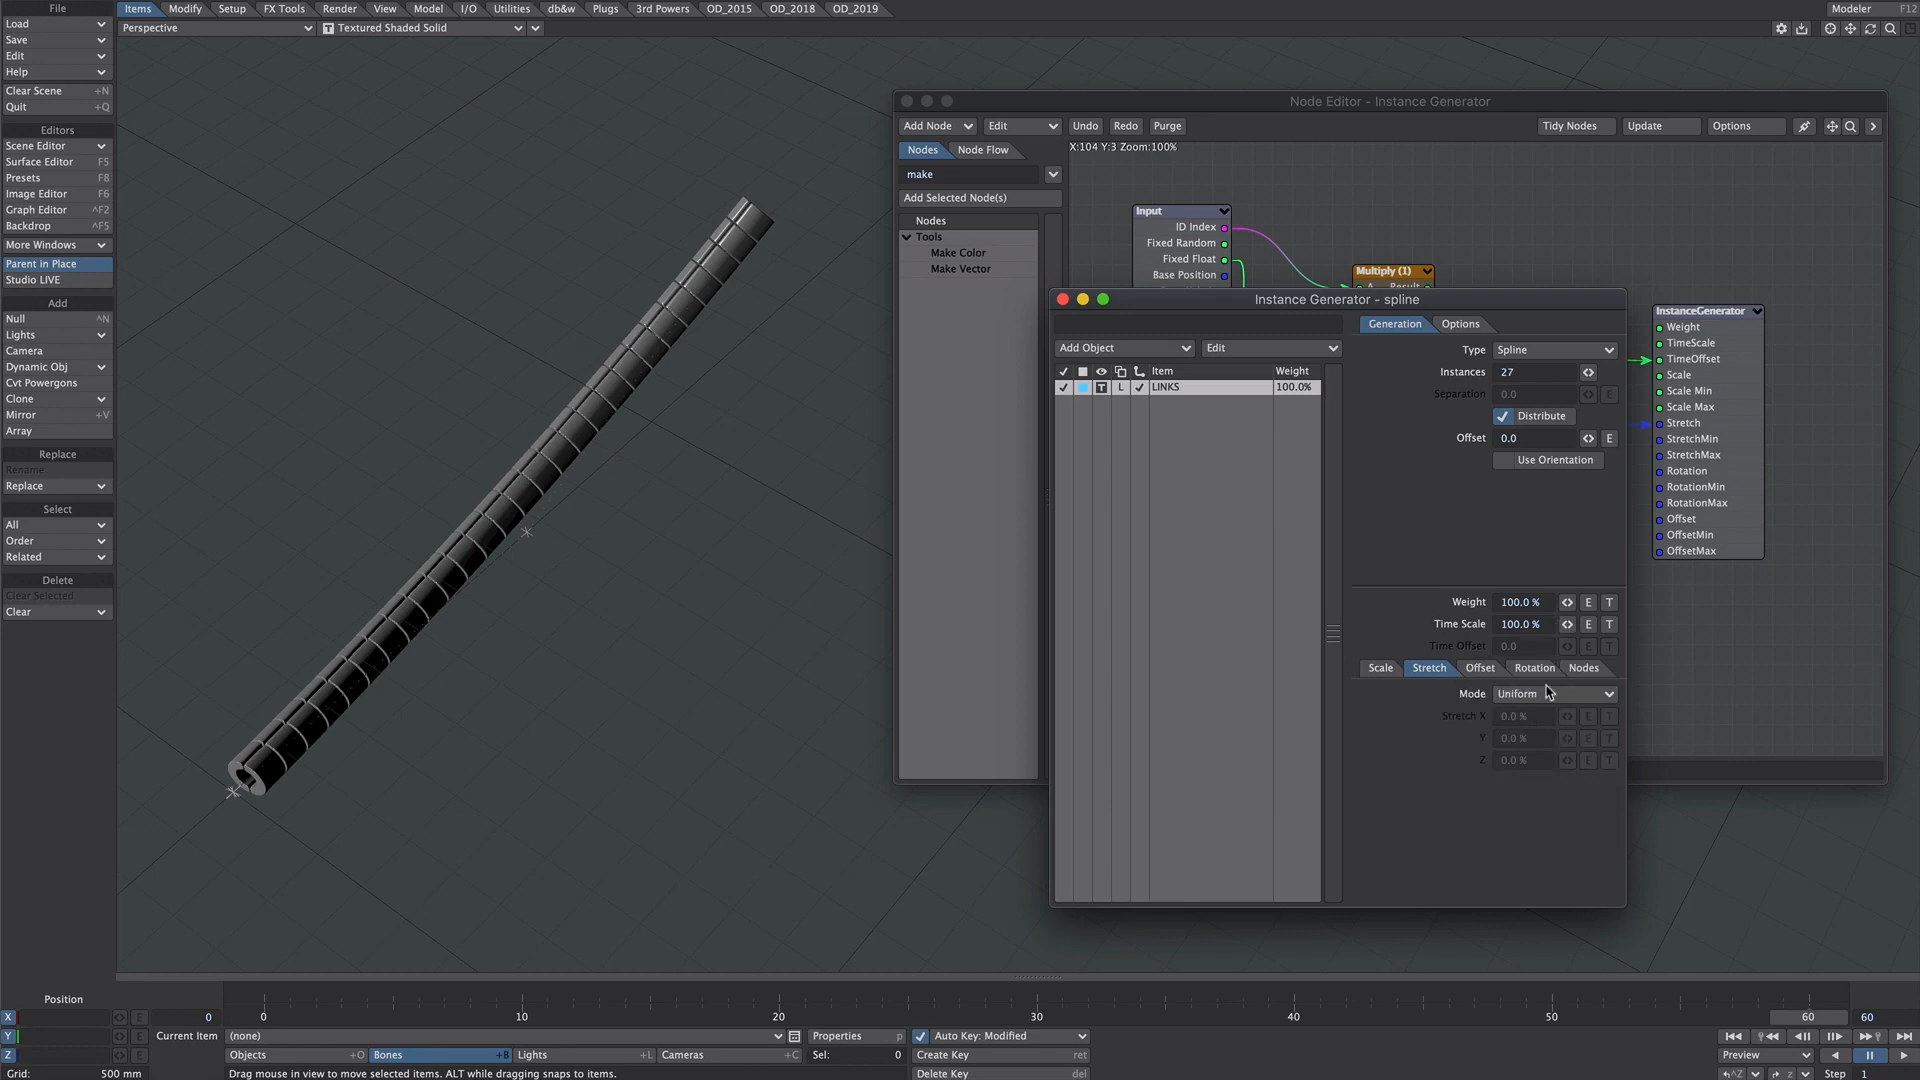 File
Items Modify Setup FX Tools Render View Model I/O Utilities db&w Plugs 3rd Powers OD_2015 OD_2018 OD_2019 Modeler F12
Load
Perspective Textured Shaded Solid
Save
Edit
Help
Clear Scene +N
Quit +Q
Editors
Scene Editor
Surface Editor F5
Presets F8
Image Editor F6
Graph Editor ^F2
Backdrop ^F5
More Windows
Parent in Place
Studio LIVE
Add
Null ^N
Lights
Camera
Dynamic Obj
Cvt Powergons
Clone
Mirror +V
Array
Replace
Rename
Replace
Select
All
Order
Related
Delete
Clear Selected
Clear
Node Editor - Instance Generator
Add Node Edit Undo Redo Purge Tidy Nodes Update Options
Nodes Node Flow
X:104 Y:3 Zoom:100%
make
Add Selected Node(s)
Nodes
Tools
Make Color
Make Vector
Input
ID Index
Fixed Random
Fixed Float
Base Position
Multiply (1)
A Result
InstanceGenerator
Weight
TimeScale
TimeOffset
Scale
Scale Min
Scale Max
Stretch
StretchMin
StretchMax
Rotation
RotationMin
RotationMax
Offset
OffsetMin
OffsetMax
Instance Generator - spline
Generation Options
Add Object Edit
Type Spline
Item Weight
Instances 27
T L LINKS 100.0%
Separation 0.0 E
Distribute
Offset 0.0 E
Use Orientation
Weight 100.0 % E T
Time Scale 100.0 % E T
Time Offset 0.0 E T
Scale Stretch Offset Rotation Nodes
Mode Uniform
Stretch X 0.0 % E T
Y 0.0 % E T
Z 0.0 % E T
Position
0 10 20 30 40 50 60
X E 0 60
Y E Current Item (none) Properties p Auto Key: Modified
Z E Objects +O Bones +B Lights +L Cameras +C Sel: 0 Create Key ret Preview
Grid: 500 mm Drag mouse in view to move selected items. ALT while dragging snaps to items. Delete Key del ^Z z Step 1